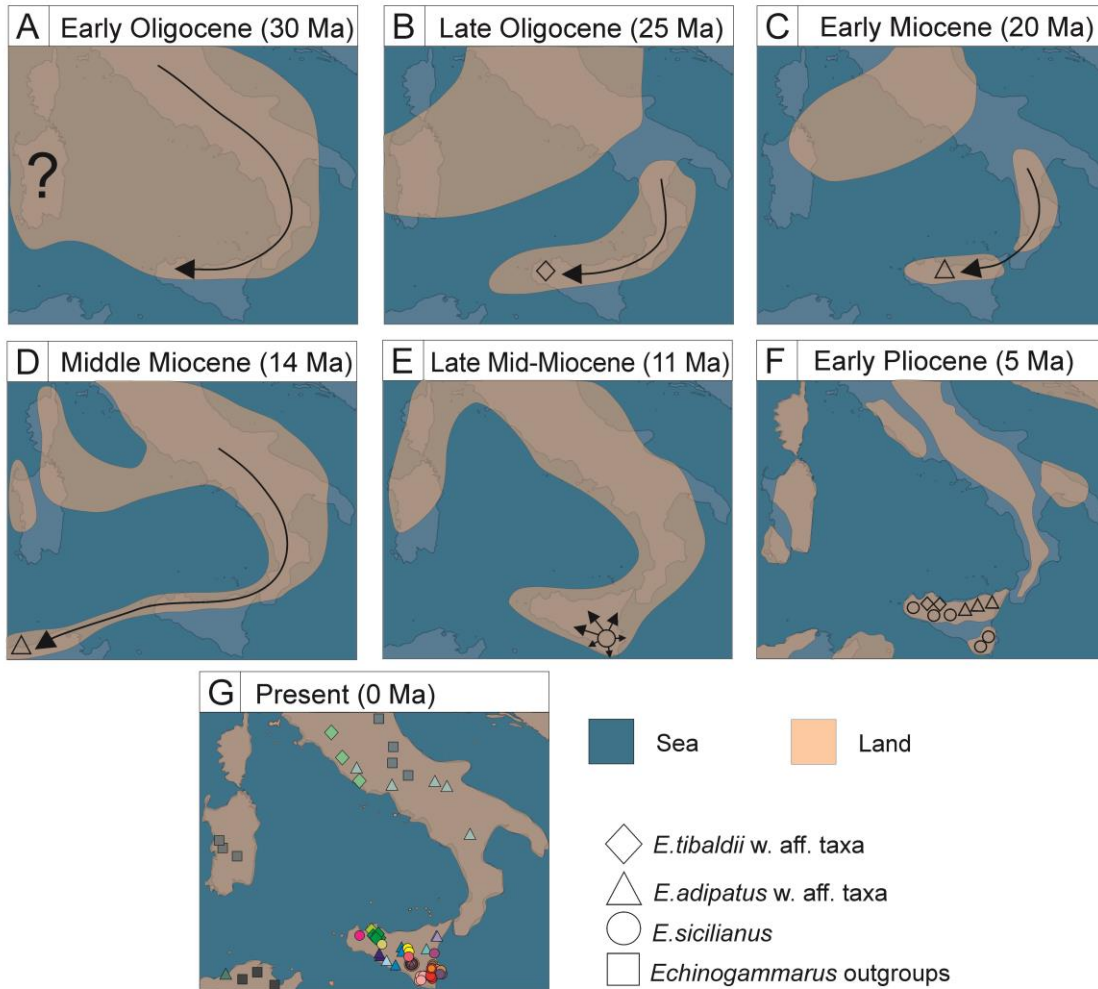 A Early Oligocene (30 Ma)
B Late Oligocene (25 Ma)
C Early Miocene (20 Ma)
?
D Middle Miocene (14 Ma)
E Late Mid-Miocene (11 Ma)
F Early Pliocene (5 Ma)
G Present (0 Ma)
Sea
Land
E.tibaldii w. aff. taxa
E.adipatus w. aff. taxa
E.sicilianus
Echinogammarus outgroups